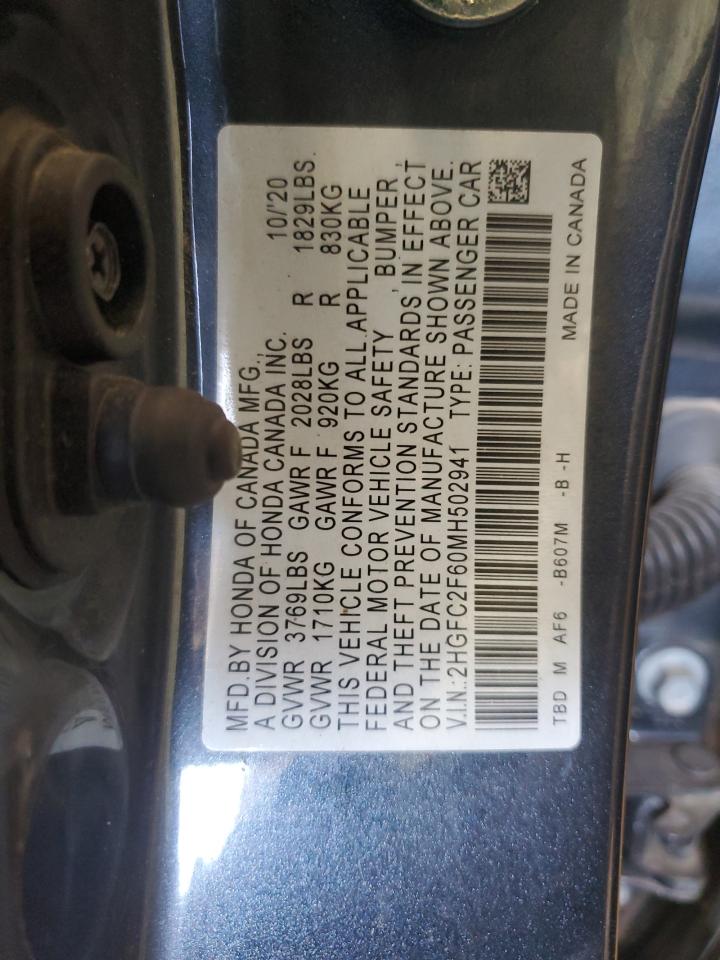 MFD.BY HONDA OF CANADA MFG., 10/'20
A DIVISION OF HONDA CANADA INC.
GVWR 3769LBS GAWR F 2028LBS R 1829LBS.
GVWR 1710KG GAWR F 920KG R 830KG
THIS VEHICLE CONFORMS TO ALL APPLICABLE
FEDERAL MOTOR VEHICLE SAFETY , BUMPER ,
AND THEFT PREVENTION STANDARDS IN EFFECT
ON THE DATE OF MANUFACTURE SHOWN ABOVE.
V.I.N.:2HGFC2F60MH502941 TYPE: PASSENGER CAR
TBD M AF6 -B607M -B -H MADE IN CANADA